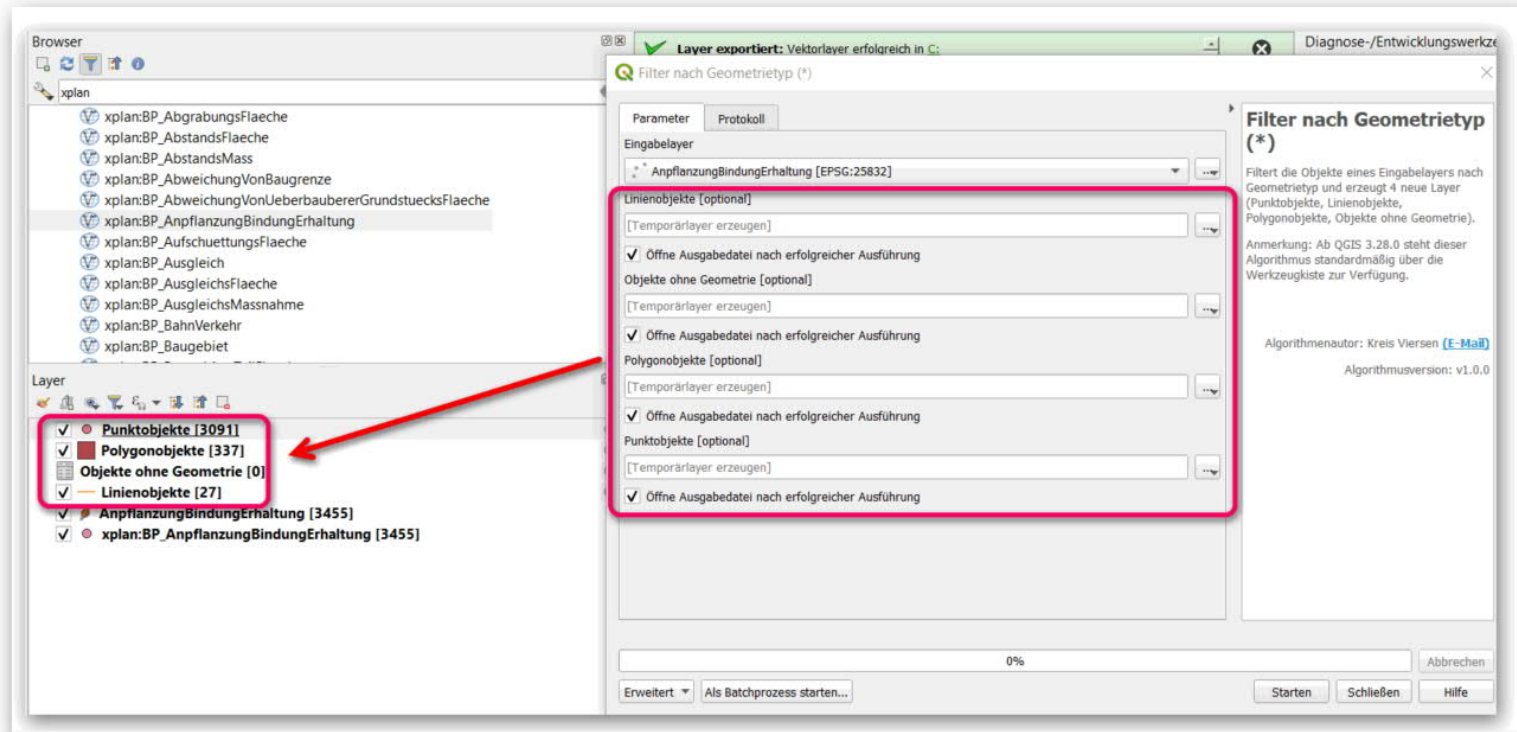 Browser
xplan
xplan:BP_AbgrabungsFlaeche
xplan:BP_AbstandsFlaeche
xplan:BP_AbstandsMass
xplan:BP_AbweichungVonBaugrenze
xplan:BP_AbweichungVonUeberbaubererGrundstuecksFlaeche
xplan:BP_AnpflanzungBindungErhaltung
xplan:BP_AufschuettungsFlaeche
xplan:BP_Ausgleich
xplan:BP_AusgleichsFlaeche
xplan:BP_AusgleichsMassnahme
xplan:BP_BahnVerkehr
xplan:BP_Baugebiet
Layer
Punktobjekte [3091]
Polygonobjekte [337]
Objekte ohne Geometrie [0]
Linienobjekte [27]
AnpflanzungBindungErhaltung [3455]
xplan:BP_AnpflanzungBindungErhaltung [3455]
Layer exportiert: Vektorlayer erfolgreich in C:
Diagnose-/Entwicklungswerkze
Filter nach Geometrietyp (*)
Parameter
Protokoll
Eingabelayer
AnpflanzungBindungErhaltung [EPSG:25832]
...
Linienobjekte [optional]
[Temporärlayer erzeugen]
...
Öffne Ausgabedatei nach erfolgreicher Ausführung
Objekte ohne Geometrie [optional]
[Temporärlayer erzeugen]
...
Öffne Ausgabedatei nach erfolgreicher Ausführung
Polygonobjekte [optional]
[Temporärlayer erzeugen]
...
Öffne Ausgabedatei nach erfolgreicher Ausführung
Punktobjekte [optional]
[Temporärlayer erzeugen]
...
Öffne Ausgabedatei nach erfolgreicher Ausführung
Filter nach Geometrietyp
(*)
Filtert die Objekte eines Eingabelayers nach
Geometrietyp und erzeugt 4 neue Layer
(Punktobjekte, Linienobjekte,
Polygonobjekte, Objekte ohne Geometrie).
Anmerkung: Ab QGIS 3.28.0 steht dieser
Algorithmus standardmäßig über die
Werkzeugkiste zur Verfügung.
Algorithmenautor: Kreis Viersen (E-Mail)
Algorithmusversion: v1.0.0
0%
Abbrechen
Erweitert
Als Batchprozess starten...
Starten
Schließen
Hilfe